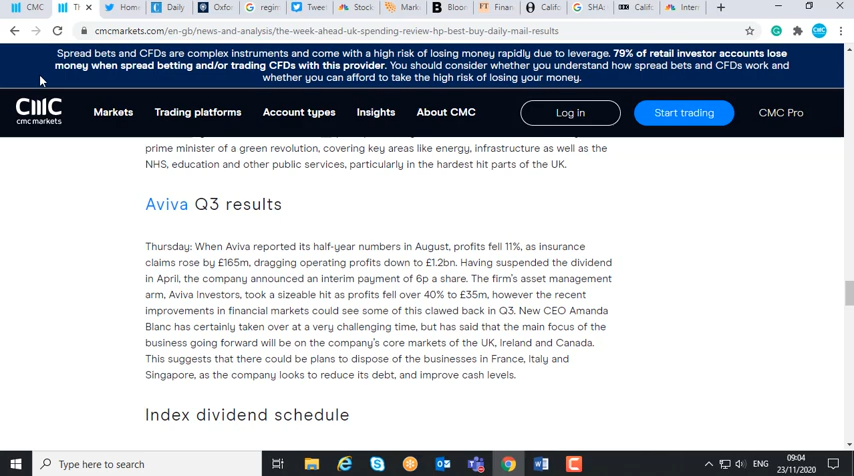 CMC
Th
Home
Daily
Oxfo
regim
Tweet
Stock
Mark
Bloon
Finan
Califo
SHA
Califo
Inter
cmcmarkets.com/en-gb/news-and-analysis/the-week-ahead-uk-spending-review-hp-best-buy-daily-mail-results
Spread bets and CFDs are complex instruments and come with a high risk of losing money rapidly due to leverage. 79% of retail investor accounts lose
money when spread betting and/or trading CFDs with this provider. You should consider whether you understand how spread bets and CFDs work and
whether you can afford to take the high risk of losing your money.
cmc markets
Markets Trading platforms Account types Insights About CMC Log in Start trading CMC Pro
prime minister of a green revolution, covering key areas like energy, infrastructure as well as the
NHS, education and other public services, particularly in the hardest hit parts of the UK.
Aviva Q3 results
Thursday: When Aviva reported its half-year numbers in August, profits fell 11%, as insurance
claims rose by £165m, dragging operating profits down to £1.2bn. Having suspended the dividend
in April, the company announced an interim payment of 6p a share. The firm's asset management
arm, Aviva Investors, took a sizeable hit as profits fell over 40% to £35m, however the recent
improvements in financial markets could see some of this clawed back in Q3. New CEO Amanda
Blanc has certainly taken over at a very challenging time, but has said that the main focus of the
business going forward will be on the company's core markets of the UK, Ireland and Canada.
This suggests that there could be plans to dispose of the businesses in France, Italy and
Singapore, as the company looks to reduce its debt, and improve cash levels.
Index dividend schedule
Type here to search
ENG
09:04
23/11/2020